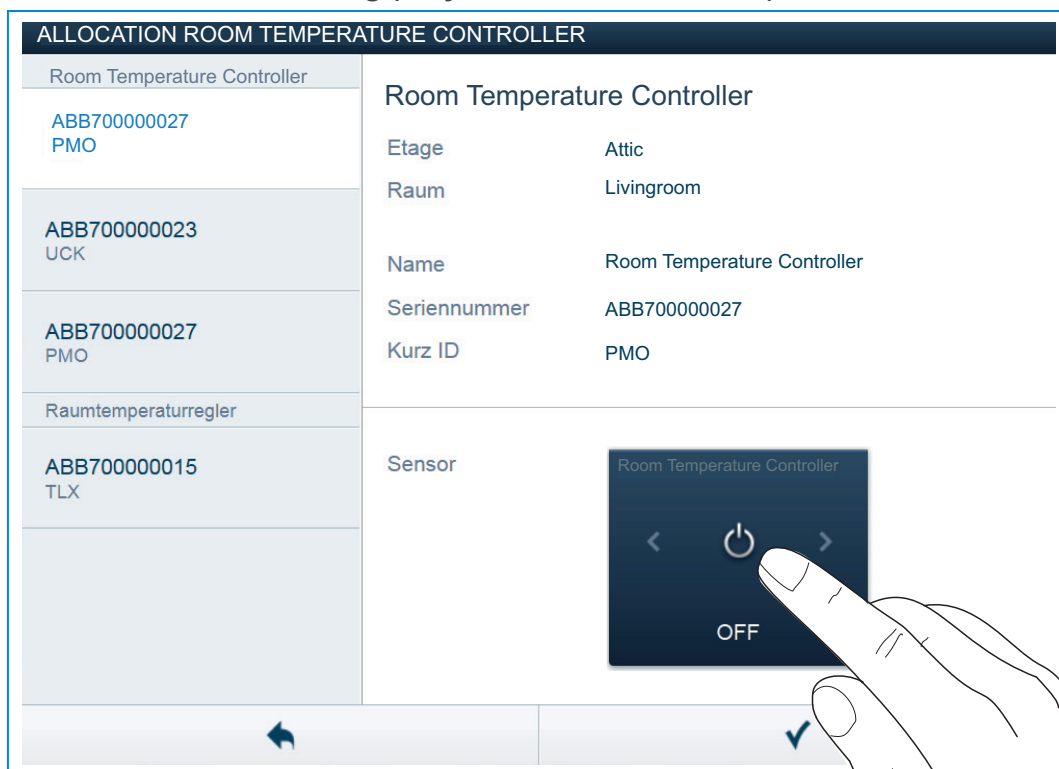 ALLOCATION ROOM TEMPERATURE CONTROLLER
Room Temperature Controller
ABB700000027
PMO
ABB700000023
UCK
ABB700000027
PMO
Raumtemperaturregler
ABB700000015
TLX
Room Temperature Controller
Etage Attic
Raum Livingroom
Name Room Temperature Controller
Seriennummer ABB700000027
Kurz ID PMO
Sensor
Room Temperature Controller
OFF